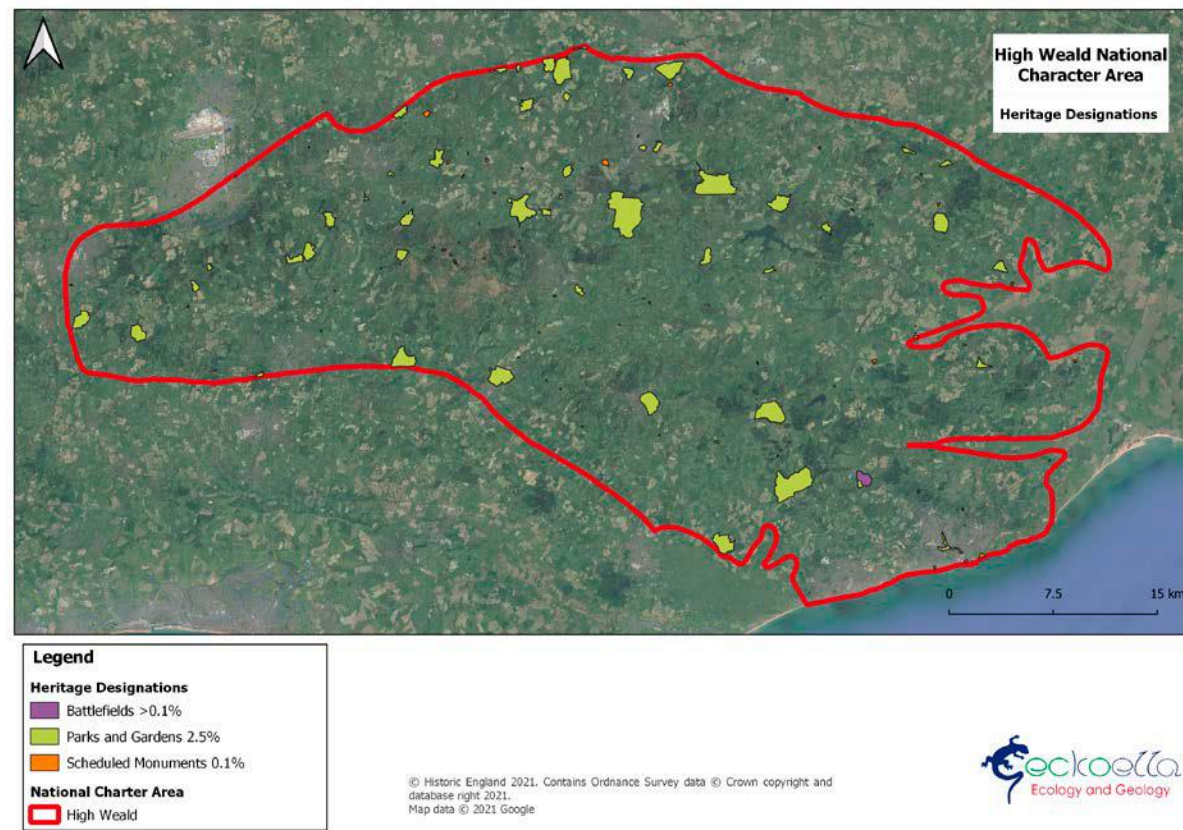 High Weald National
Character Area
Heritage Designations
0 7.5 15 km
Legend
Heritage Designations
Battlefields >0.1%
Parks and Gardens 2.5%
Scheduled Monuments 0.1%
National Charter Area
High Weald
© Historic England 2021. Contains Ordnance Survey data © Crown copyright and
database right 2021.
Map data © 2021 Google
Geckoella
Ecology and Geology